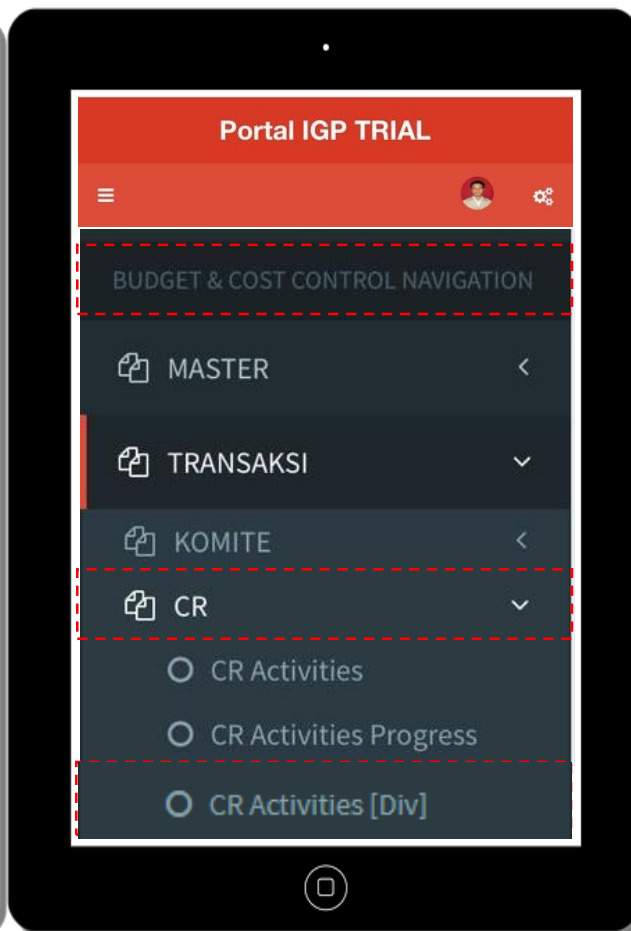 Portal IGP TRIAL
BUDGET & COST CONTROL NAVIGATION
MASTER
TRANSAKSI
KOMITE
CR
CR Activities
CR Activities Progress
CR Activities [Div]